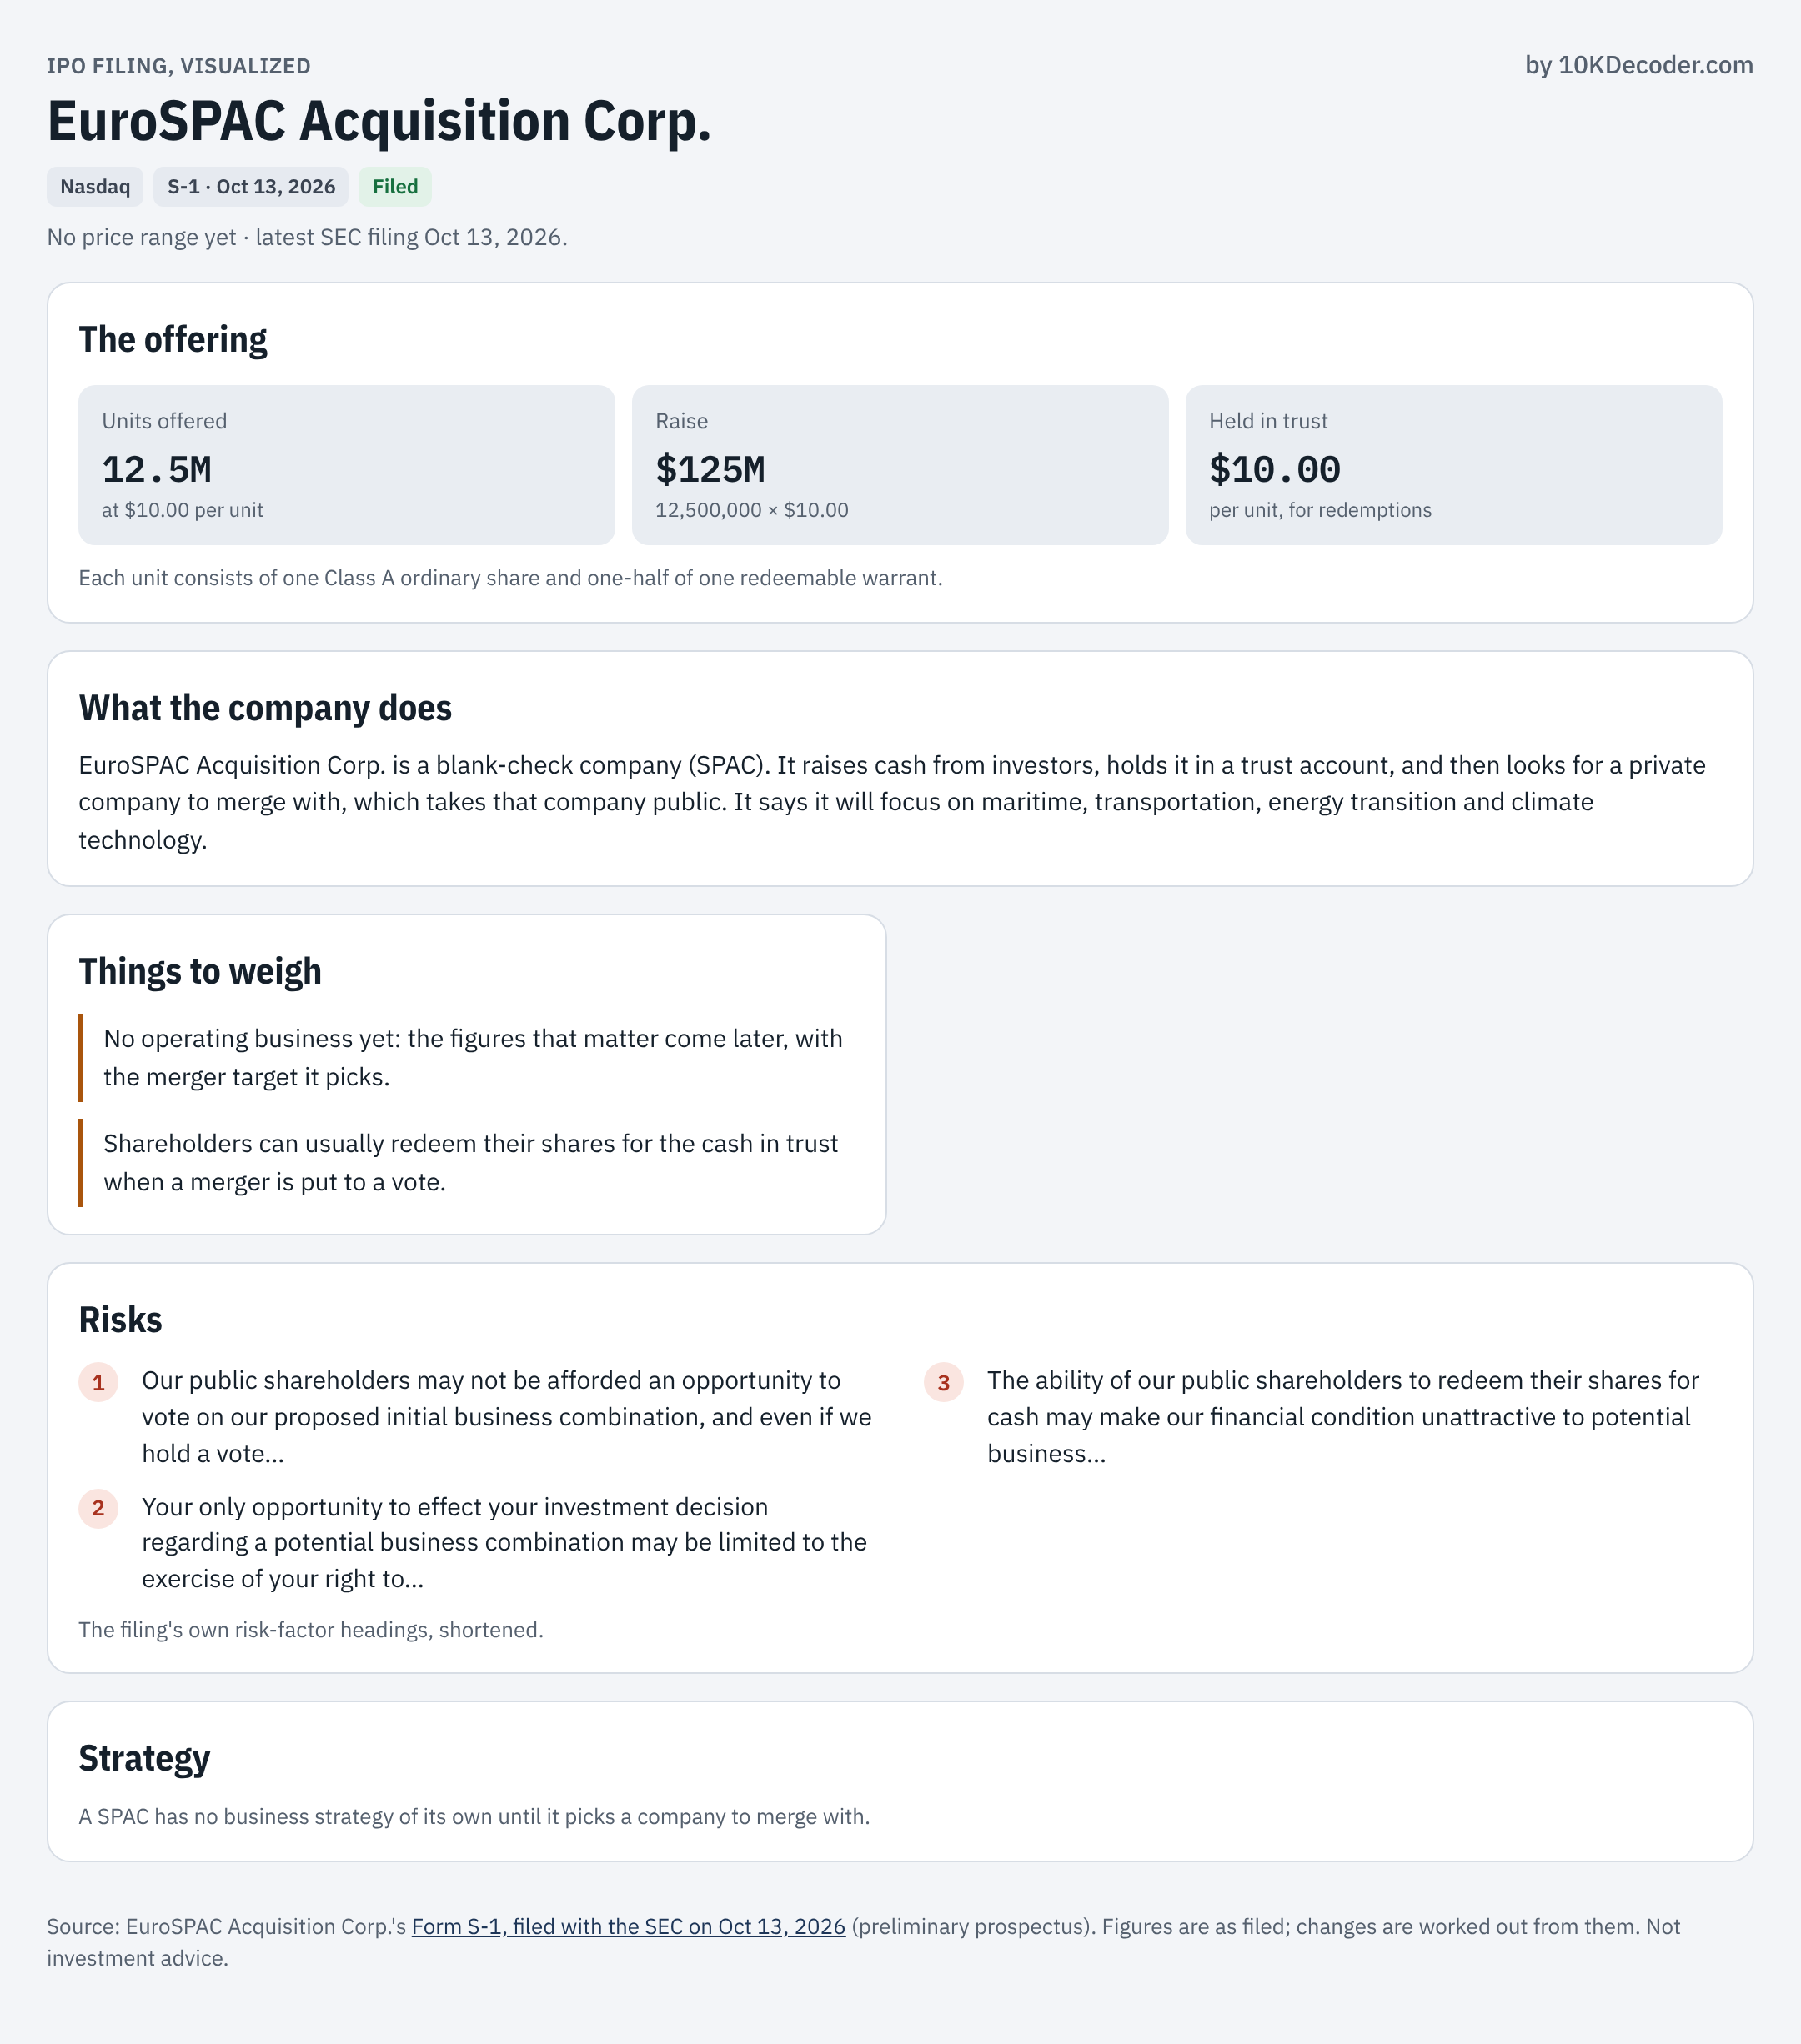 IPO FILING, VISUALIZED
by 10KDecoder.com
EuroSPAC Acquisition Corp.
Nasdaq
S-1 · Oct 13, 2026
Filed
No price range yet · latest SEC filing Oct 13, 2026.
The offering
Units offered
12.5M
at $10.00 per unit
Raise
$125M
12,500,000 × $10.00
Held in trust
$10.00
per unit, for redemptions
Each unit consists of one Class A ordinary share and one-half of one redeemable warrant.
What the company does
EuroSPAC Acquisition Corp. is a blank-check company (SPAC). It raises cash from investors, holds it in a trust account, and then looks for a private
company to merge with, which takes that company public. It says it will focus on maritime, transportation, energy transition and climate
technology.
Things to weigh
No operating business yet: the figures that matter come later, with
the merger target it picks.
Shareholders can usually redeem their shares for the cash in trust
when a merger is put to a vote.
Risks
1
Our public shareholders may not be afforded an opportunity to
vote on our proposed initial business combination, and even if we
hold a vote…
2
Your only opportunity to effect your investment decision
regarding a potential business combination may be limited to the
exercise of your right to…
3
The ability of our public shareholders to redeem their shares for
cash may make our financial condition unattractive to potential
business…
The filing's own risk-factor headings, shortened.
Strategy
A SPAC has no business strategy of its own until it picks a company to merge with.
Source: EuroSPAC Acquisition Corp.'s Form S-1, filed with the SEC on Oct 13, 2026 (preliminary prospectus). Figures are as filed; changes are worked out from them. Not
investment advice.